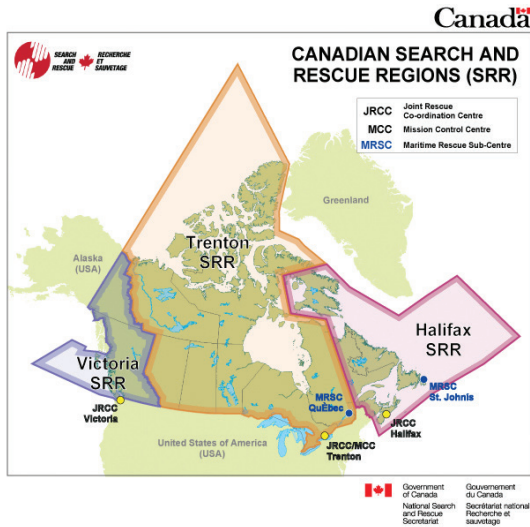 Canada
SEARCH AND
RESCUE
RECHERCHE
ET
SAUVETAGE
CANADIAN SEARCH AND
RESCUE REGIONS (SRR)
JRCC Joint Rescue
Co-ordination Centre
MCC Mission Control Centre
MRSC Maritime Rescue Sub-Centre
Greenland
Alaska
(USA)
Trenton
SRR
Halifax
SRR
Victoria
SRR
MRSC
St. Johnis
MRSC
QuÈbec
JRCC
Victoria
JRCC
Halifax
JRCC/MCC
Trenton
United States of America
(USA)
Government
of Canada
Gouvernement
du Canada
National Search
and Rescue
Secretariat
Secrétariat national
Recherche et
sauvetage